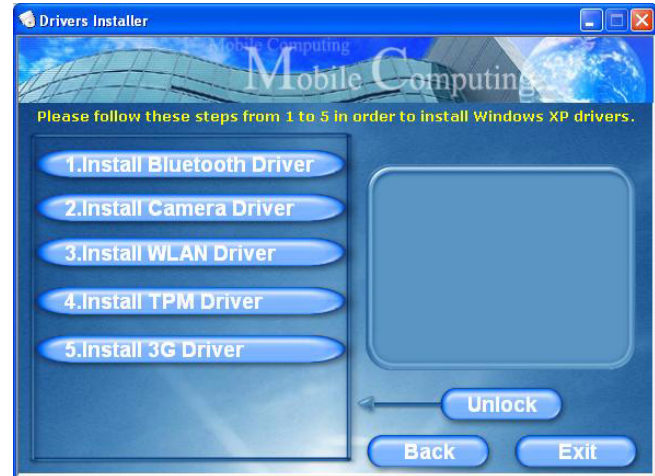 Drivers Installer
Mobile Computing
Mobile Computing
Please follow these steps from 1 to 5 in order to install Windows XP drivers.
1.Install Bluetooth Driver
2.Install Camera Driver
3.Install WLAN Driver
4.Install TPM Driver
5.Install 3G Driver
Unlock
Back
Exit